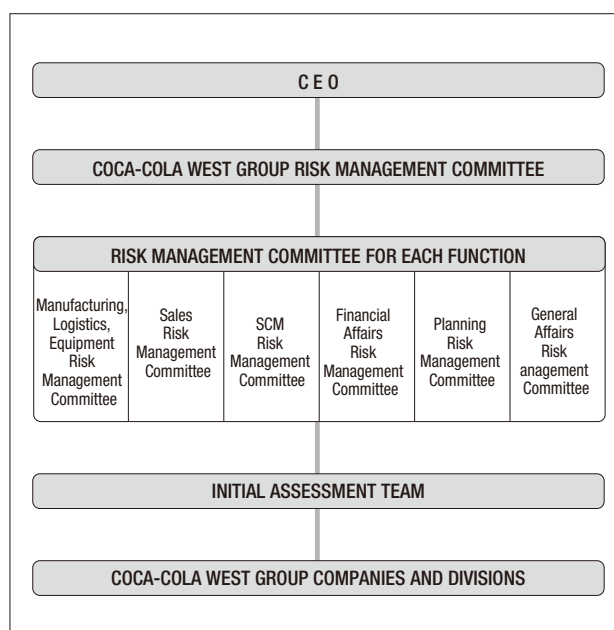 C E O
COCA-COLA WEST GROUP RISK MANAGEMENT COMMITTEE
RISK MANAGEMENT COMMITTEE FOR EACH FUNCTION
Manufacturing,
Logistics,
Equipment
Risk
Management
Committee
Sales
Risk
Management
Committee
SCM
Risk
Management
Committee
Financial
Affairs
Risk
Management
Committee
Planning
Risk
Management
Committee
General
Affairs
Risk
anagement
Committee
INITIAL ASSESSMENT TEAM
COCA-COLA WEST GROUP COMPANIES AND DIVISIONS